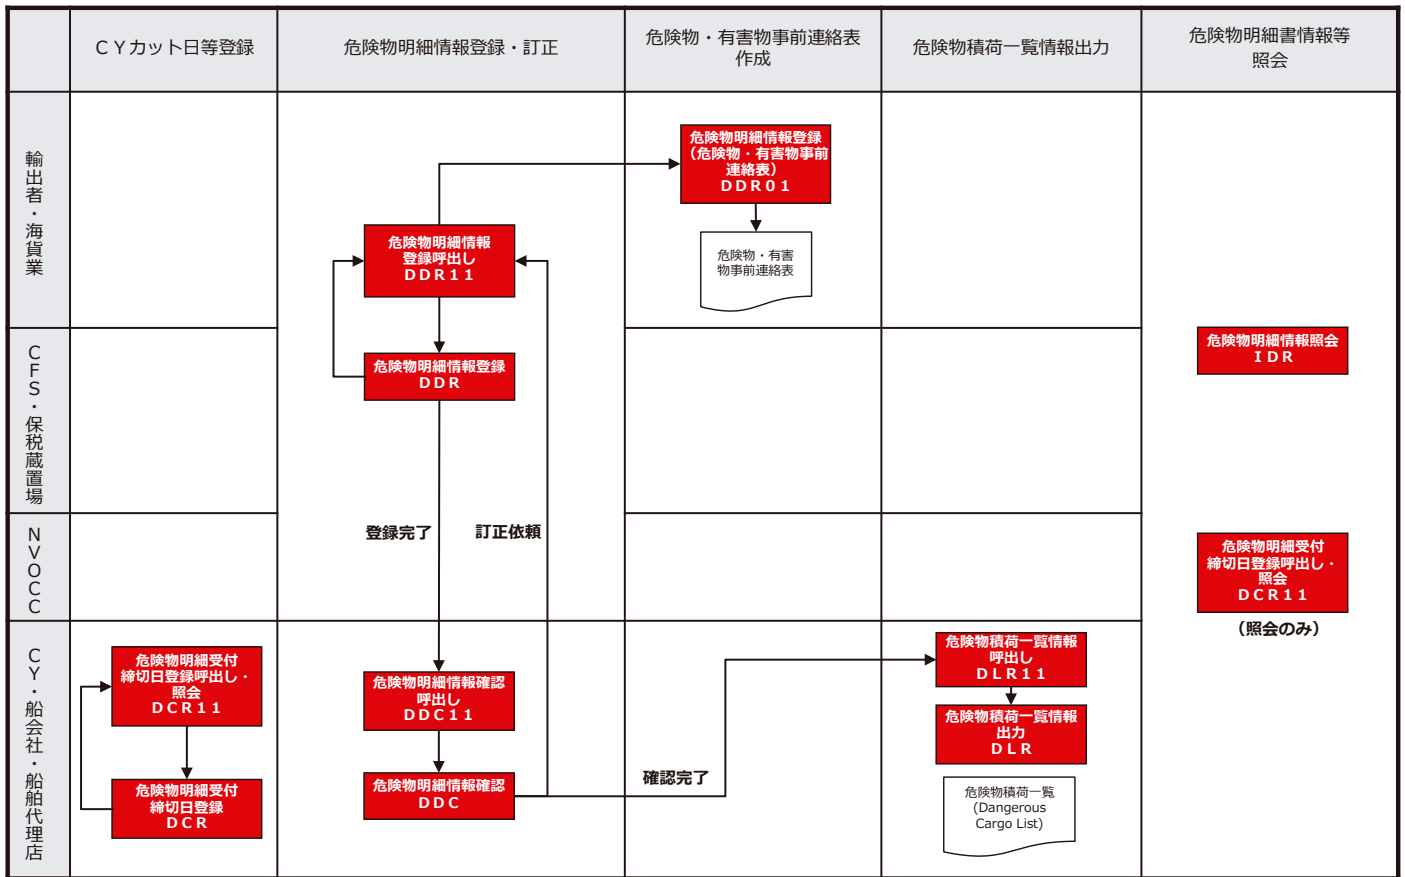 ＣＹカット日等登録
危険物明細情報登録・訂正
危険物・有害物事前連絡表
作成
危険物積荷一覧情報出力
危険物明細書情報等
照会
輸出者・海貨業
危険物明細情報登録
（危険物・有害物事前
連絡表）
ＤＤＲ０１
危険物・有害
物事前連絡表
危険物明細情報
登録呼出し
ＤＤＲ１１
ＣＦＳ・保税蔵置場
危険物明細情報登録
ＤＤＲ
危険物明細情報照会
ＩＤＲ
ＮＶＯＣＣ
登録完了
訂正依頼
危険物明細受付
締切日登録呼出し・
照会
ＤＣＲ１１
（照会のみ）
ＣＹ・船会社・船舶代理店
危険物明細受付
締切日登録呼出し・
照会
ＤＣＲ１１
危険物明細受付
締切日登録
ＤＣＲ
危険物明細情報確認
呼出し
ＤＤＣ１１
危険物明細情報確認
ＤＤＣ
確認完了
危険物積荷一覧情報
呼出し
ＤＬＲ１１
危険物積荷一覧情報
出力
ＤＬＲ
危険物積荷一覧
(Dangerous
Cargo List)